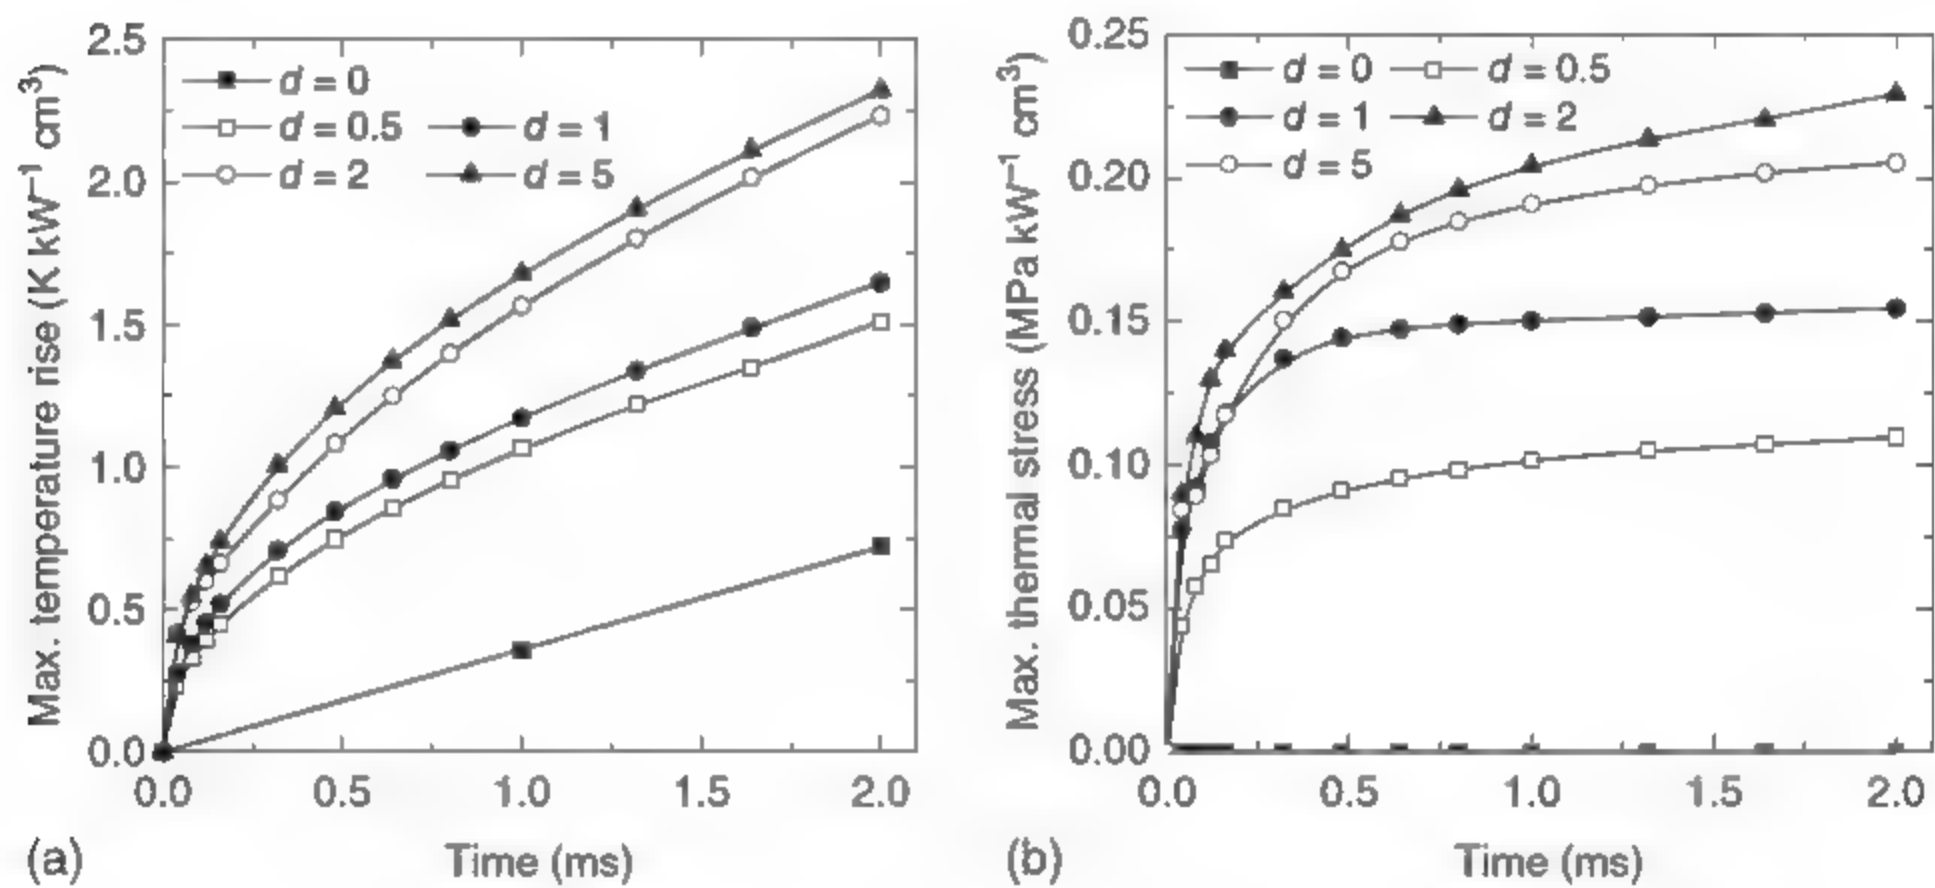 2.5
2.0
1.5
1.0
0.5
0.0
Max. temperature rise (K kW⁻¹ cm³)
d = 0
d = 0.5 d = 1
d = 2 d = 5
0.0 0.5 1.0 1.5 2.0
(a) Time (ms)
0.25
0.20
0.15
0.10
0.05
0.00
Max. thermal stress (MPa kW⁻¹ cm³)
d = 0 d = 0.5
d = 1 d = 2
d = 5
0.0 0.5 1.0 1.5 2.0
(b) Time (ms)